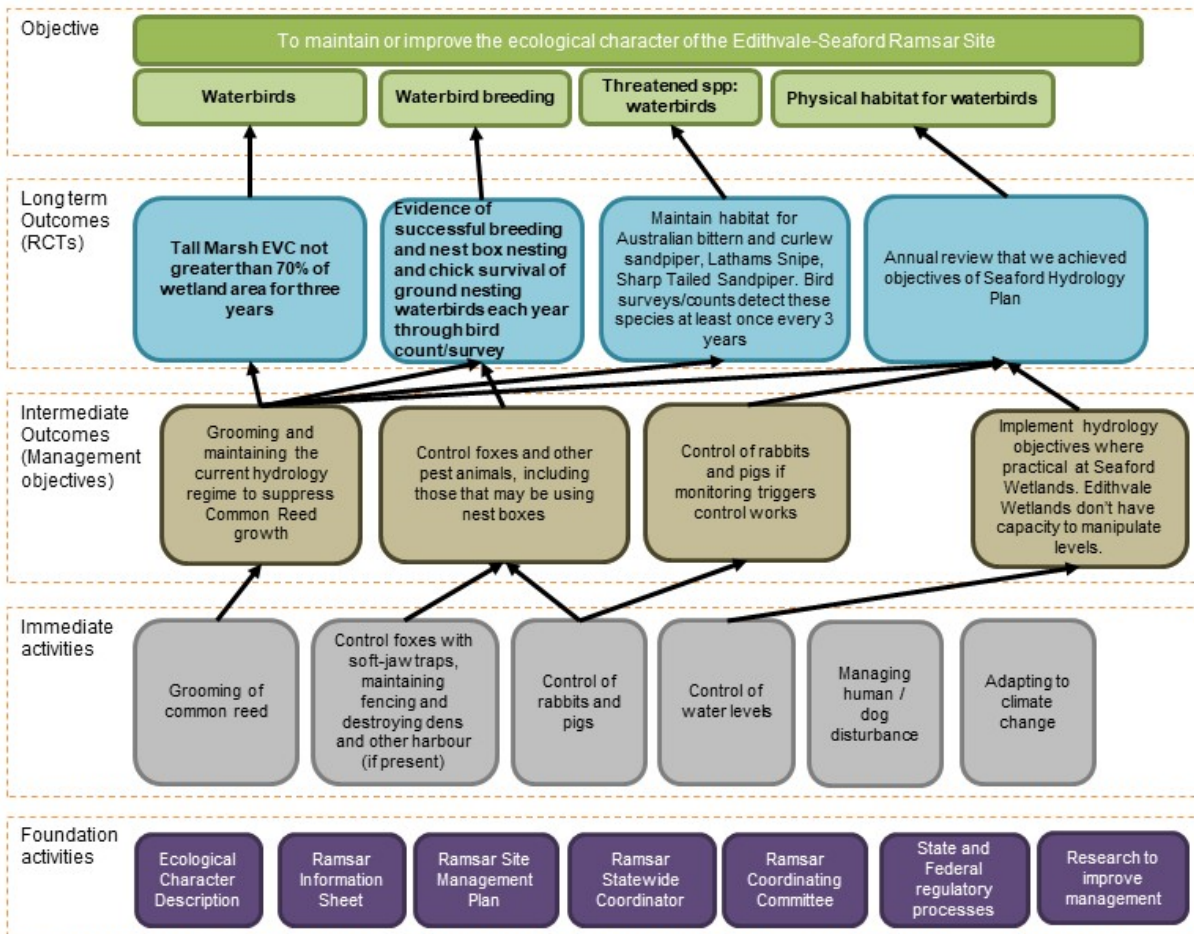 Objective
To maintain or improve the ecological character of the Edithvale-Seaford Ramsar Site
Waterbirds
Waterbird breeding
Threatened spp:
waterbirds
Physical habitat for waterbirds
Long term
Outcomes
(RCTs)
Tall Marsh EVC not
greater than 70% of
wetland area for three
years
Evidence of
successful breeding
and nest box nesting
and chick survival of
ground nesting
waterbirds each year
through bird
count/survey
Maintain habitat for
Australian bittern and curlew
sandpiper, Lathams Snipe,
Sharp Tailed Sandpiper. Bird
surveys/counts detect these
species at least once every 3
years
Annual review that we achieved
objectives of Seaford Hydrology
Plan
Intermediate
Outcomes
(Management
objectives)
Grooming and
maintaining the
current hydrology
regime to suppress
Common Reed
growth
Control foxes and other
pest animals, including
those that may be using
nest boxes
Control of rabbits
and pigs if
monitoring triggers
control works
Implement hydrology
objectives where
practical at Seaford
Wetlands. Edithvale
Wetlands don't have
capacity to manipulate
levels.
Immediate
activities
Grooming of
common reed
Control foxes with
soft-jaw traps,
maintaining
fencing and
destroying dens
and other harbour
(if present)
Control of
rabbits and
pigs
Control of
water levels
Managing
human /
dog
disturbance
Adapting to
climate
change
Foundation
activities
Ecological
Character
Description
Ramsar
Information
Sheet
Ramsar Site
Management
Plan
Ramsar
Statewide
Coordinator
Ramsar
Coordinating
Committee
State and
Federal
regulatory
processes
Research to
improve
management